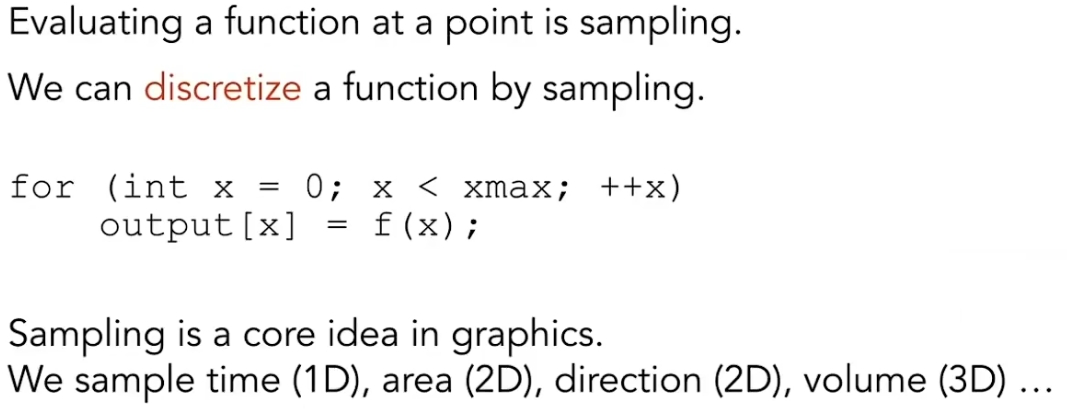 Evaluating a function at a point is sampling.
We can discretize a function by sampling.
for (int x = 0; x < xmax; ++x)
    output[x] = f(x);
Sampling is a core idea in graphics.
We sample time (1D), area (2D), direction (2D), volume (3D) ...